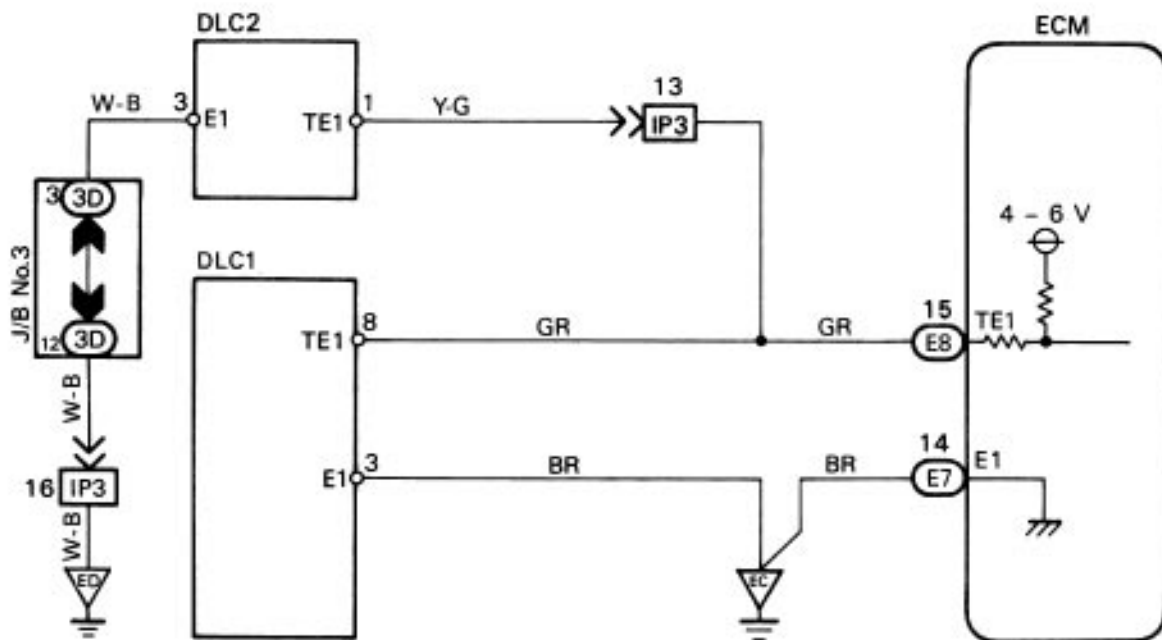 DLC2
ECM
W-B
3
E1
TE1
1
Y-G
13
IP3
3
3D
J/B No.3
12
3D
4 – 6 V
DLC1
TE1
8
GR
GR
15
E8
TE1
W-B
E1
3
BR
BR
14
E7
E1
16
IP3
W-B
ED
EC